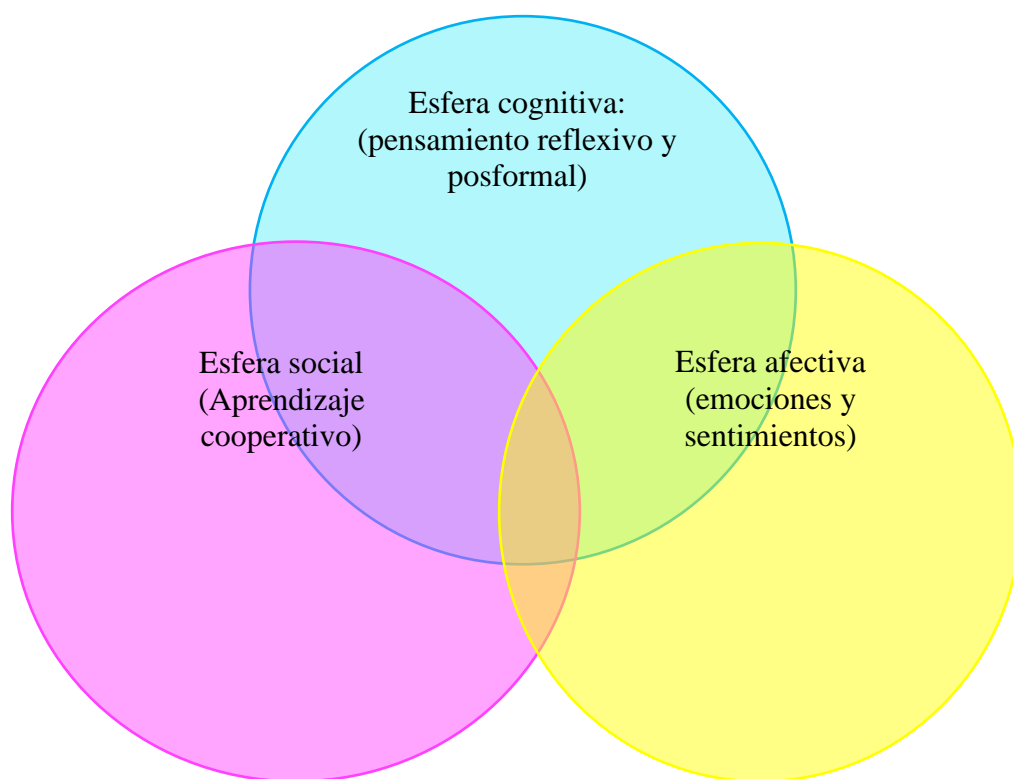 Esfera cognitiva:
(pensamiento reflexivo y
posformal)
Esfera social
(Aprendizaje
cooperativo)
Esfera afectiva
(emociones y
sentimientos)